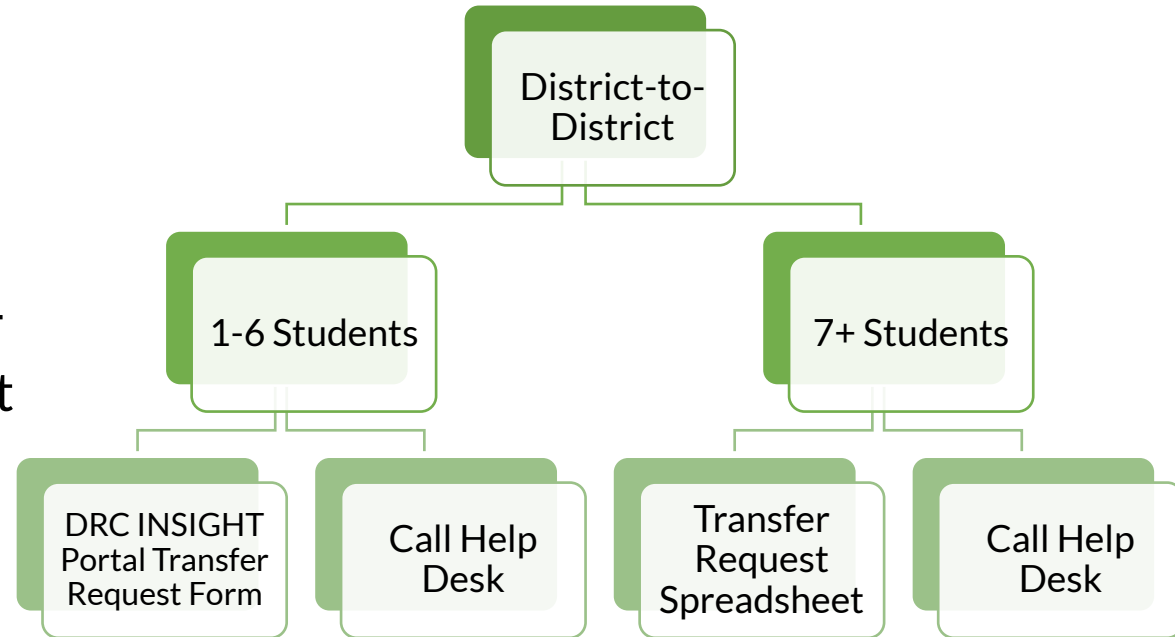 District-to-
District
1-6 Students
7+ Students
DRC INSIGHT
Portal Transfer
Request Form
Call Help
Desk
Transfer
Request
Spreadsheet
Call Help
Desk